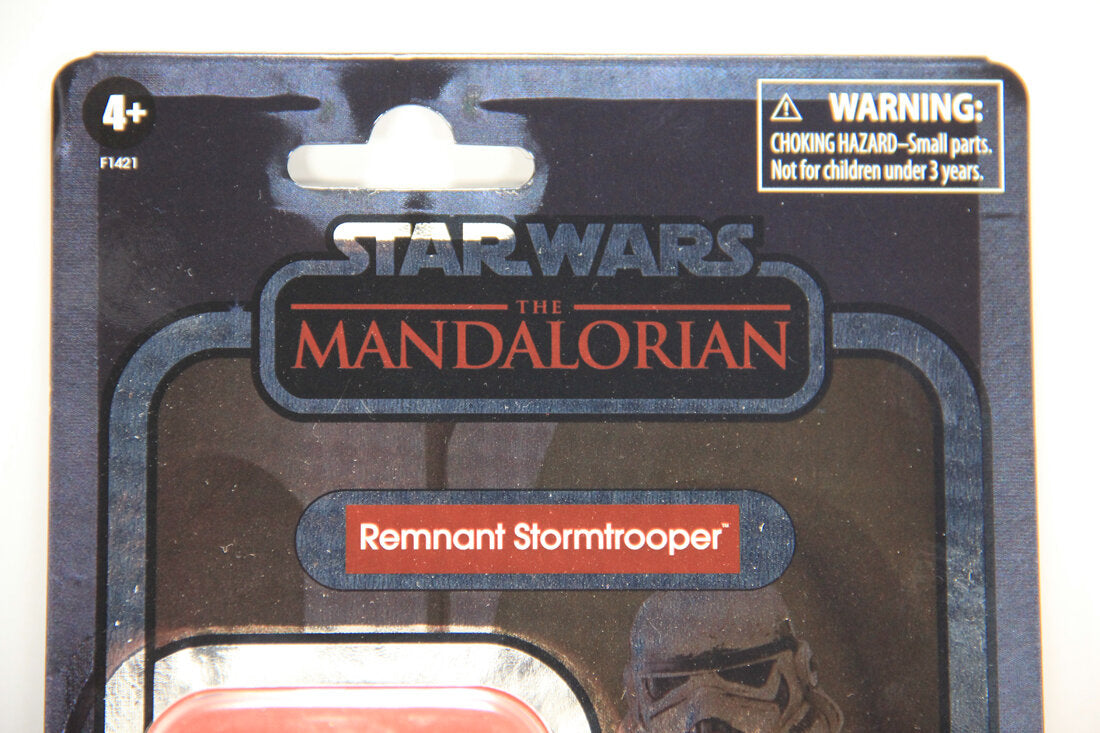 4+
F1421
WARNING:
CHOKING HAZARD–Small parts.
Not for children under 3 years.
STAR WARS
THE
MANDALORIAN
Remnant Stormtrooper™